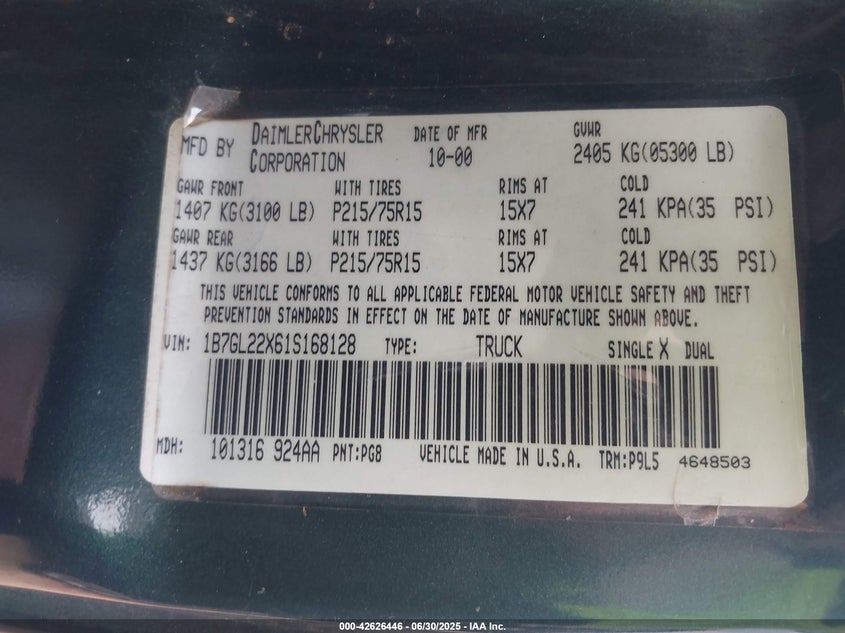 MFD BY DAIMLERCHRYSLER CORPORATION DATE OF MFR 10-00 GVWR 2405 KG(05300 LB)
GAWR FRONT WITH TIRES RIMS AT COLD
1407 KG(3100 LB) P215/75R15 15X7 241 KPA(35 PSI)
GAWR REAR WITH TIRES RIMS AT COLD
1437 KG(3166 LB) P215/75R15 15X7 241 KPA(35 PSI)
THIS VEHICLE CONFORMS TO ALL APPLICABLE FEDERAL MOTOR VEHICLE SAFETY AND THEFT
PREVENTION STANDARDS IN EFFECT ON THE DATE OF MANUFACTURE SHOWN ABOVE.
VIN: 1B7GL22X61S168128 TYPE: TRUCK SINGLE X DUAL
MDH: 101316 924AA PNT:PG8 VEHICLE MADE IN U.S.A. TRM:P9L5 4648503
000-42626446 - 06/30/2025 - IAA Inc.